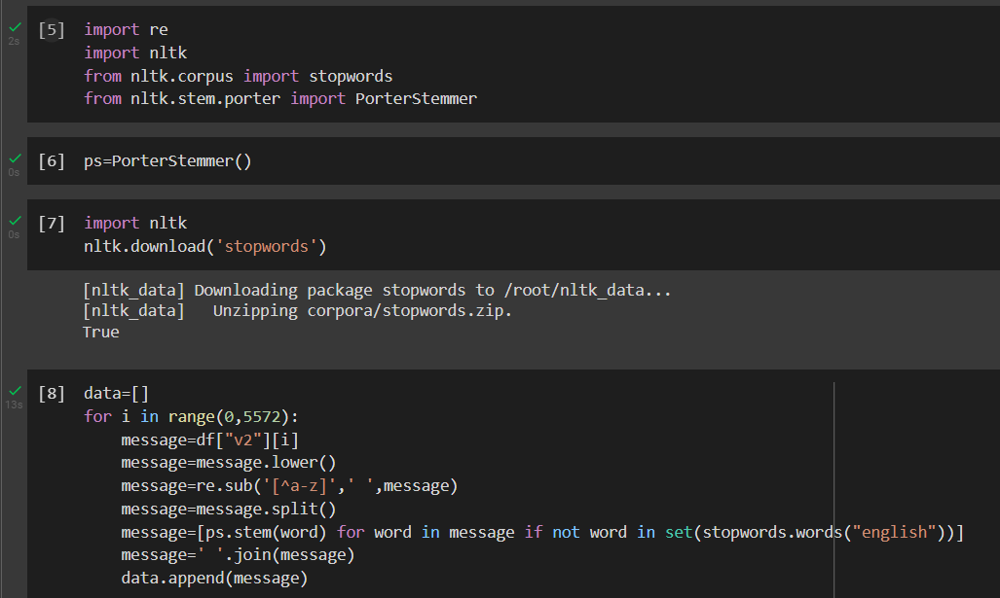 [5] import re
2s
import nltk
from nltk.corpus import stopwords
from nltk.stem.porter import PorterStemmer
[6] ps=PorterStemmer()
0s
[7] import nltk
0s
nltk.download('stopwords')
[nltk_data] Downloading package stopwords to /root/nltk_data...
[nltk_data]   Unzipping corpora/stopwords.zip.
True
[8] data=[]
13s
for i in range(0,5572):
    message=df["v2"][i]
    message=message.lower()
    message=re.sub('[^a-z]',' ',message)
    message=message.split()
    message=[ps.stem(word) for word in message if not word in set(stopwords.words("english"))]
    message=' '.join(message)
    data.append(message)